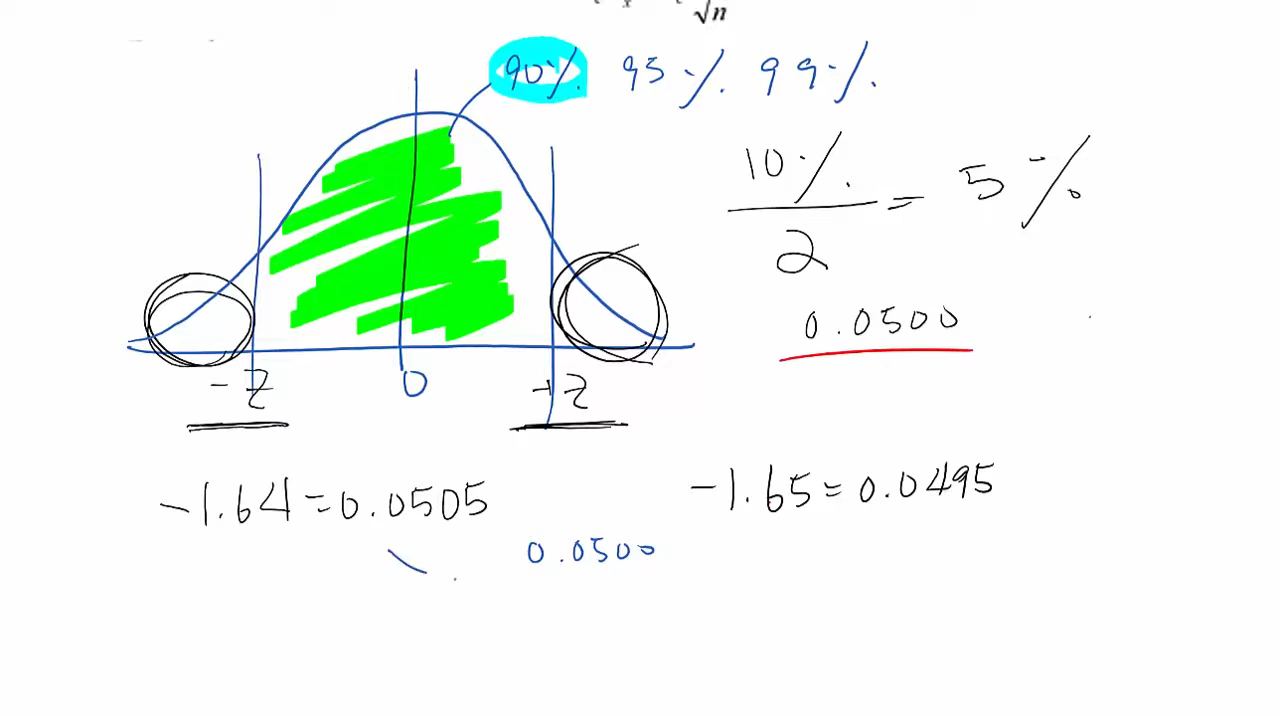 √n
90% 95% 99%
10%
2
= 5%
0.0500
-z 0 +z
-1.64=0.0505 -1.65=0.0495
0.0500